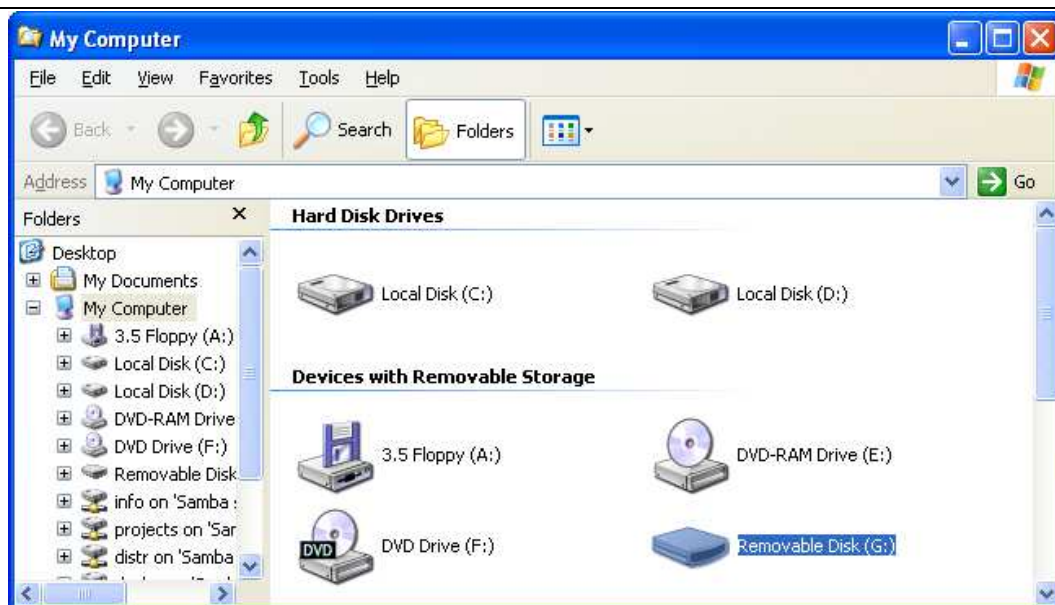 My Computer
File Edit View Favorites Tools Help
Back Search Folders
Address My Computer Go
Folders
Desktop
My Documents
My Computer
3.5 Floppy (A:)
Local Disk (C:)
Local Disk (D:)
DVD-RAM Drive
DVD Drive (F:)
Removable Disk
info on 'Samba
projects on 'Sar
distr on 'Samba
Hard Disk Drives
Local Disk (C:) Local Disk (D:)
Devices with Removable Storage
3.5 Floppy (A:) DVD-RAM Drive (E:)
DVD
DVD Drive (F:) Removable Disk (G:)